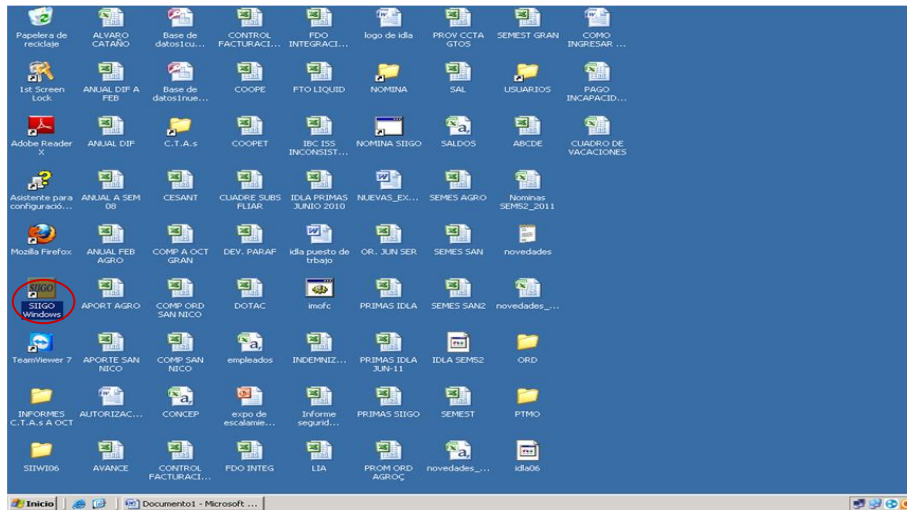 Papelera de
reciclaje
ALVARO
CATAÑO
Base de
datos1cu...
CONTROL
FACTURACI...
FDO
INTEGRACI...
logo de idla
PROV CCTA
GTOS
SEMEST GRAN
COMO
INGRESAR ...
1st Screen
Lock
ANUAL DIF A
FEB
Base de
datos1nue...
COOPE
FTO LIQUID
NOMINA
SAL
USUARIOS
PAGO
INCAPACID...
Adobe Reader
X
ANUAL DIF
C.T.A.s
COOPET
IBC ISS
INCONSIST...
NOMINA SIIGO
SALDOS
ABCDE
CUADRO DE
VACACIONES
Asistente para
configuració...
ANUAL A SEM
08
CESANT
CUADRE SUBS
FLIAR
IDLA PRIMAS
JUNIO 2010
NUEVAS_EX...
SEMES AGRO
Nominas
SEMS2_2011
Mozilla Firefox
ANUAL FEB
AGRO
COMP A OCT
GRAN
DEV. PARAF
idla puesto de
trbajo
OR. JUN SER
SEMES SAN
novedades
SIIGO
SIIGO
Windows
APORT AGRO
COMP ORD
SAN NICO
DOTAC
imofc
PRIMAS IDLA
SEMES SAN2
novedades_...
TeamViewer 7
APORTE SAN
NICO
COMP SAN
NICO
empleados
INDEMNIZ...
PRIMAS IDLA
JUN-11
IDLA SEMS2
ORD
INFORMES
C.T.A.s A OCT
AUTORIZAC...
CONCEP
expo de
escalamie...
Informe
segurid...
PRIMAS SIIGO
SEMEST
PTMO
SIIWI06
AVANCE
CONTROL
FACTURACI...
FDO INTEG
LIA
PROM ORD
AGROÇ
novedades_...
idla06
Inicio
Documento1 - Microsoft ...